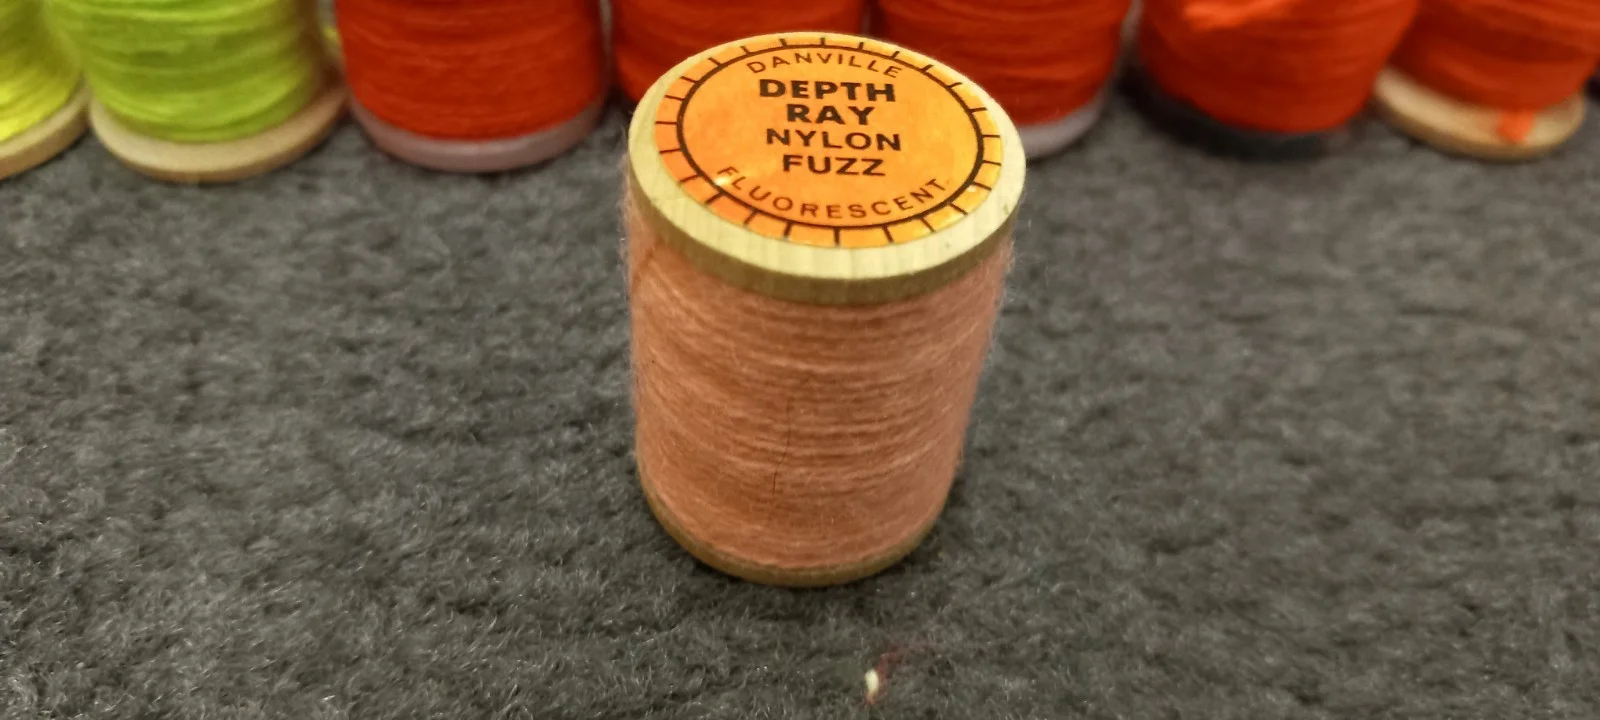 DANVILLE
DEPTH
RAY
NYLON
FUZZ
FLUORESCENT